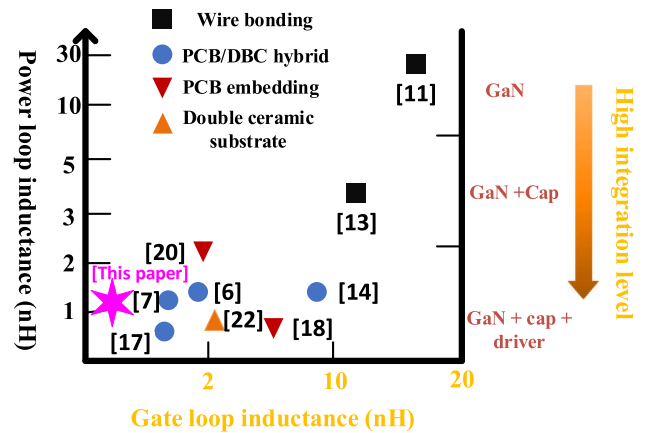 Wire bonding
PCB/DBC hybrid
PCB embedding
Double ceramic
substrate
Power loop inductance (nH)
30
10
5
3
2
1
[11]
[13]
[20]
[This paper]
[7]
[6]
[14]
[17]
[22]
[18]
2
10
20
Gate loop inductance (nH)
GaN
GaN +Cap
GaN + cap +
driver
High integration level